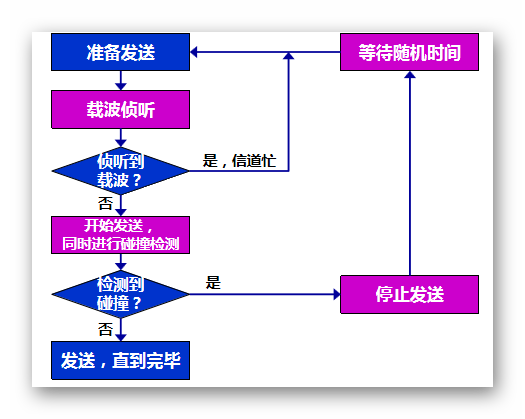 准备发送
等待随机时间
载波侦听
侦听到
载波？
是，信道忙
否
开始发送，
同时进行碰撞检测
检测到
碰撞？
是
停止发送
否
发送，直到完毕